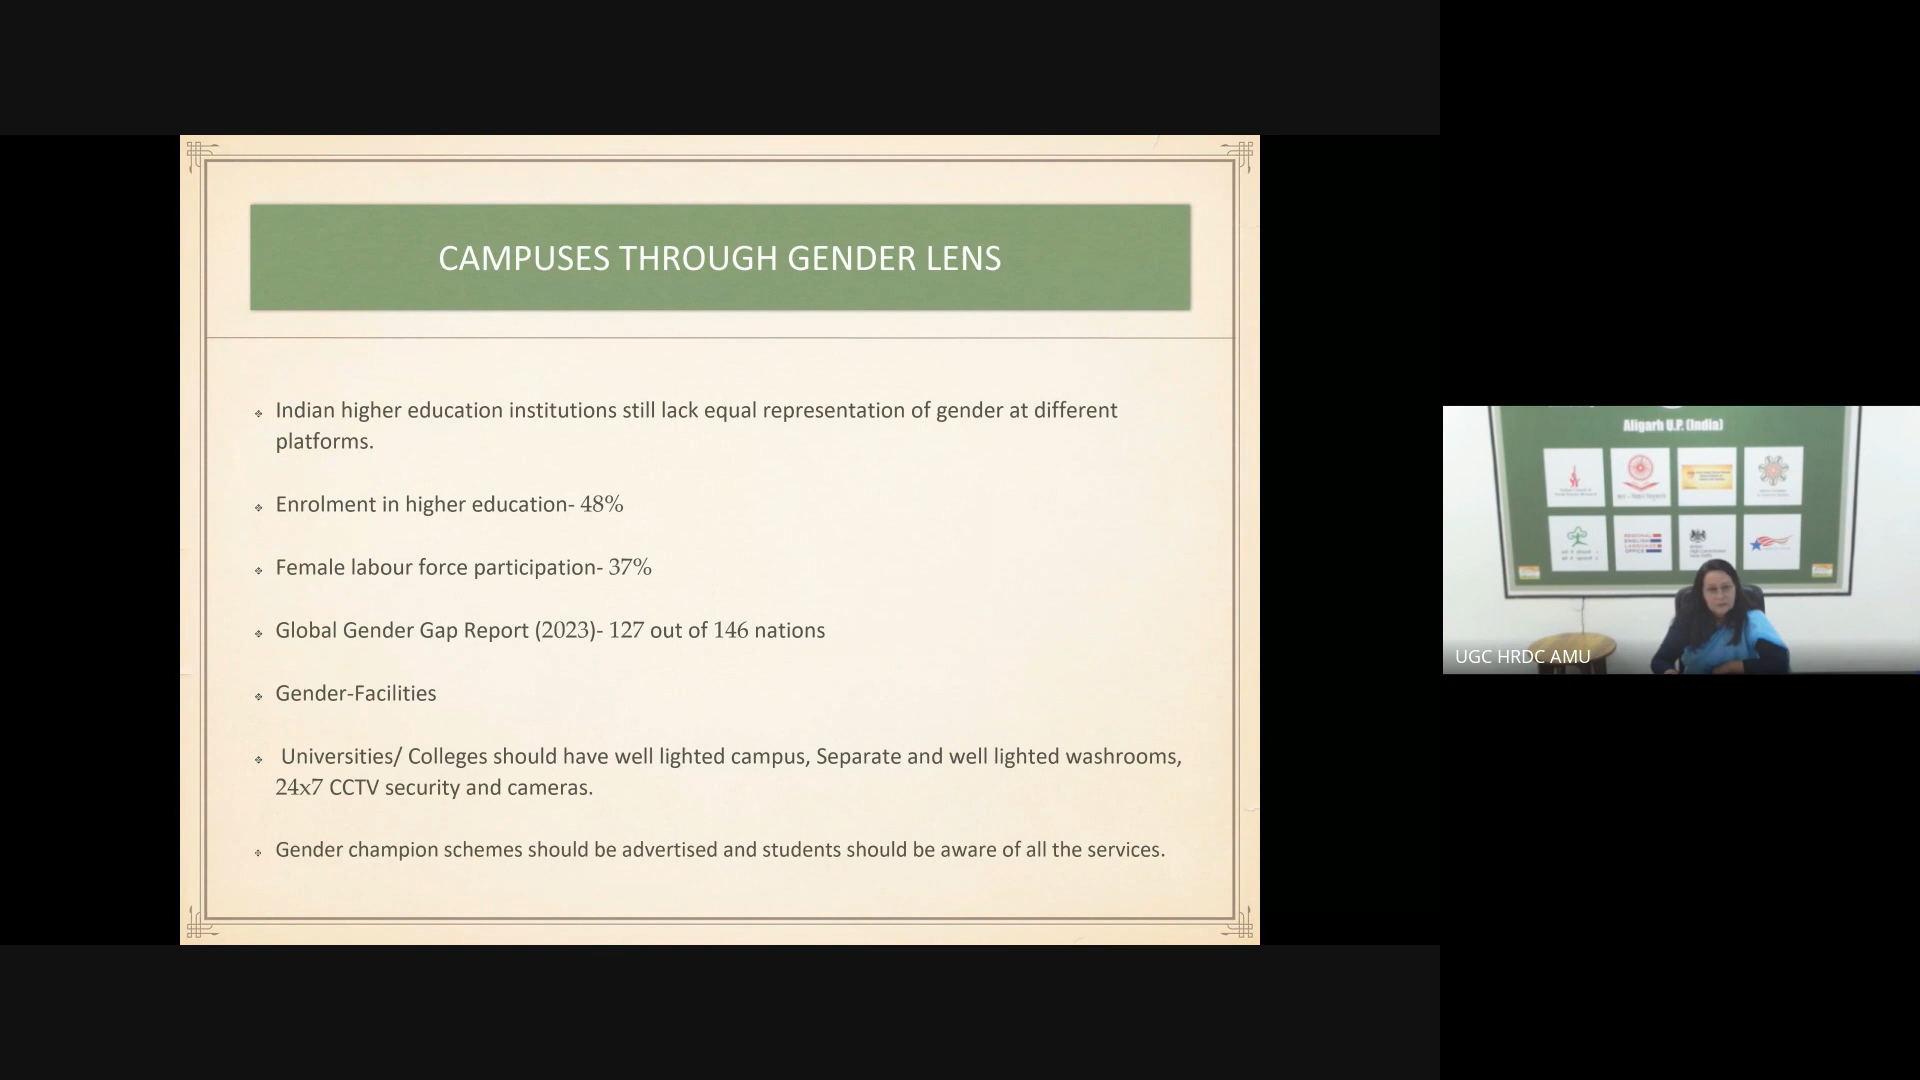 CAMPUSES THROUGH GENDER LENS
Indian higher education institutions still lack equal representation of gender at different
platforms.
Enrolment in higher education- 48%
Female labour force participation- 37%
Global Gender Gap Report (2023)- 127 out of 146 nations
Gender-Facilities
Universities/ Colleges should have well lighted campus, Separate and well lighted washrooms,
24x7 CCTV security and cameras.
Gender champion schemes should be advertised and students should be aware of all the services.
Aligarh U.P. (India)
REGIONAL
ENGLISH
LANGUAGE
OFFICE
UGC HRDC AMU